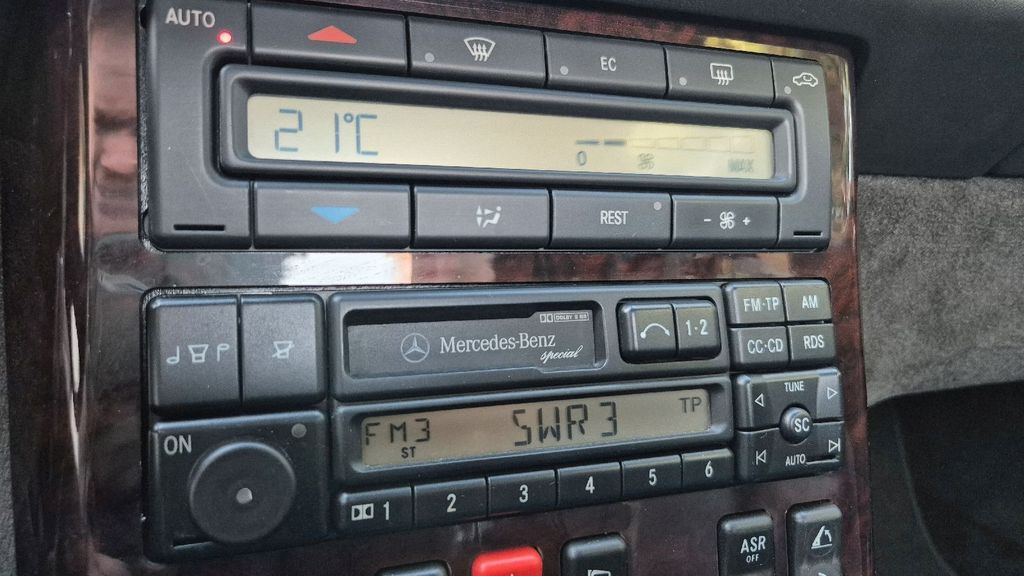 AUTO
EC
21°C
0
MAX
REST
- +
DOLBY B NR
FM·TP
AM
Mercedes-Benz
special
1·2
CC·CD
RDS
TUNE
ON
FM3
ST
SWR3
TP
SC
AUTO
1
2
3
4
5
6
ASR
OFF